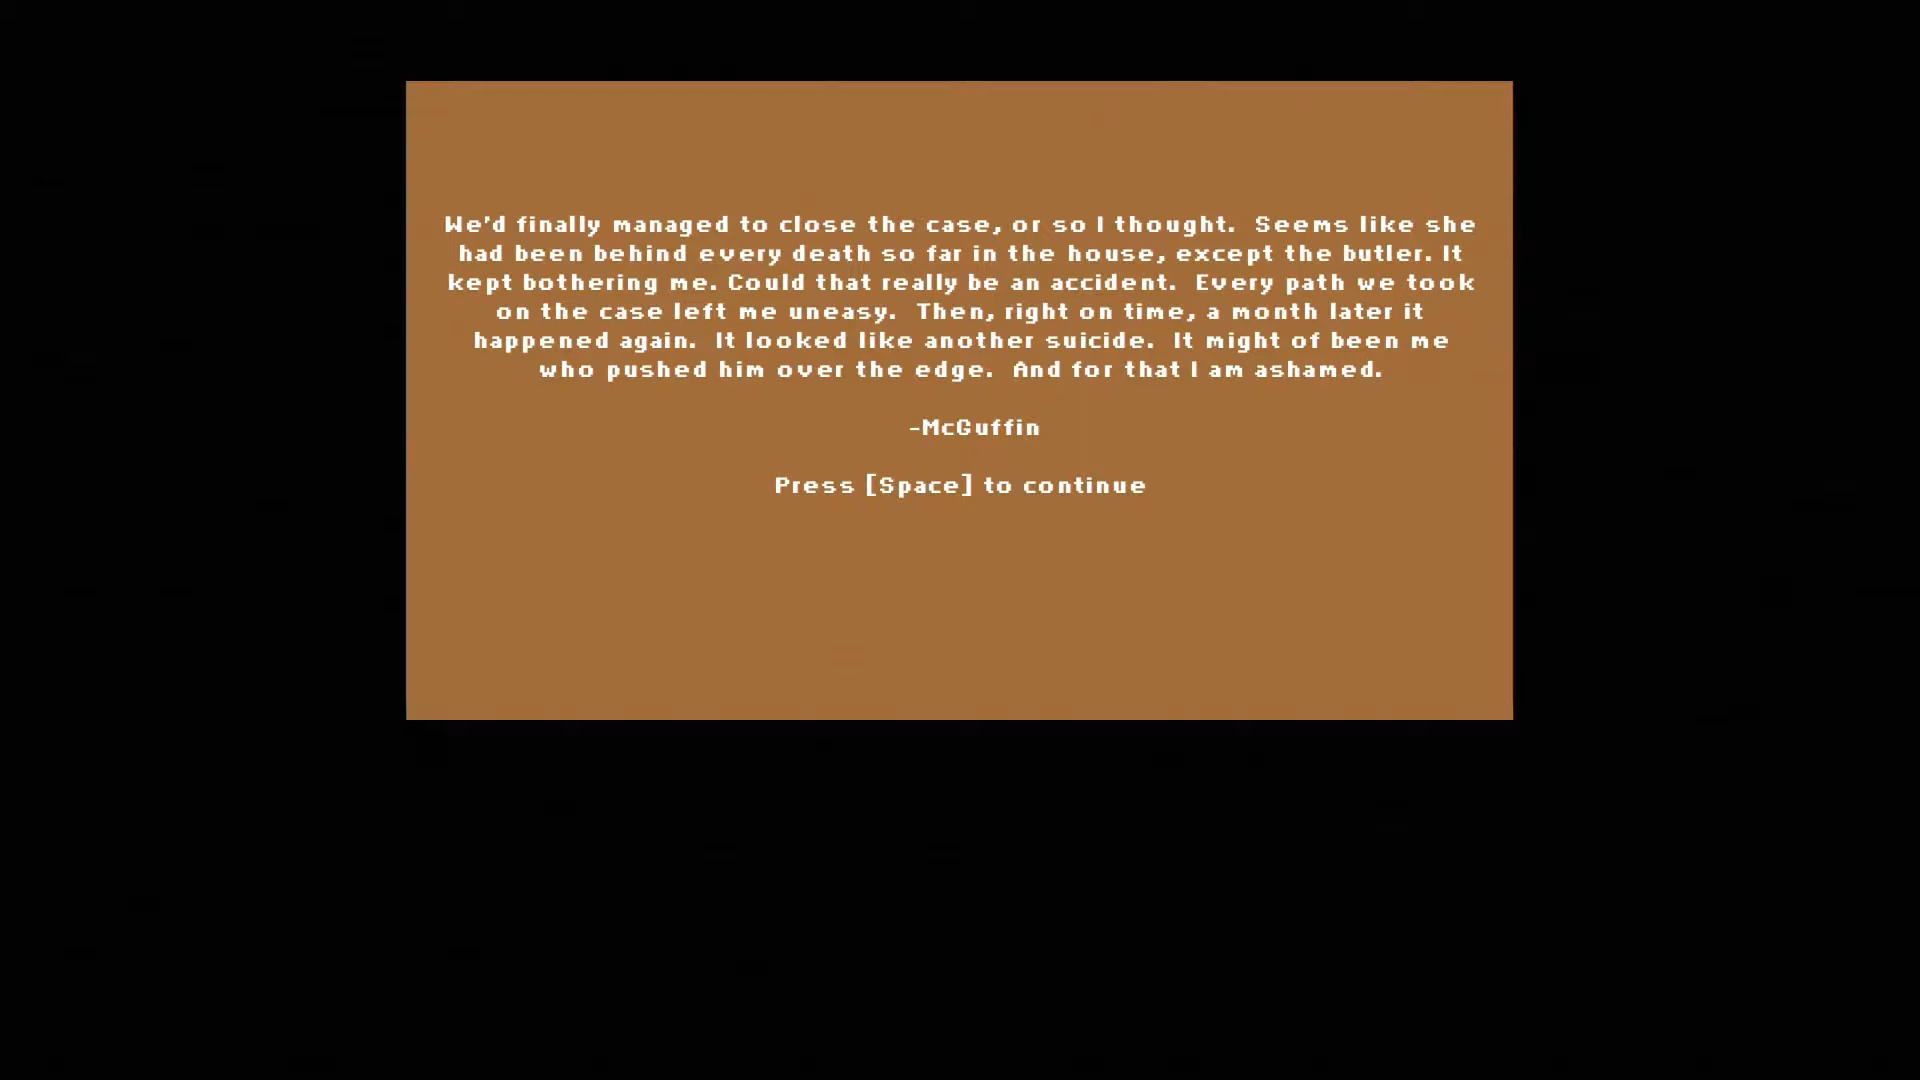 We'd finally managed to close the case, or so I thought.  Seems like she
had been behind every death so far in the house, except the butler. It
kept bothering me. Could that really be an accident.  Every path we took
on the case left me uneasy.  Then, right on time, a month later it
happened again.  It looked like another suicide.  It might of been me
who pushed him over the edge.  And for that I am ashamed.
-McGuffin
Press [Space] to continue